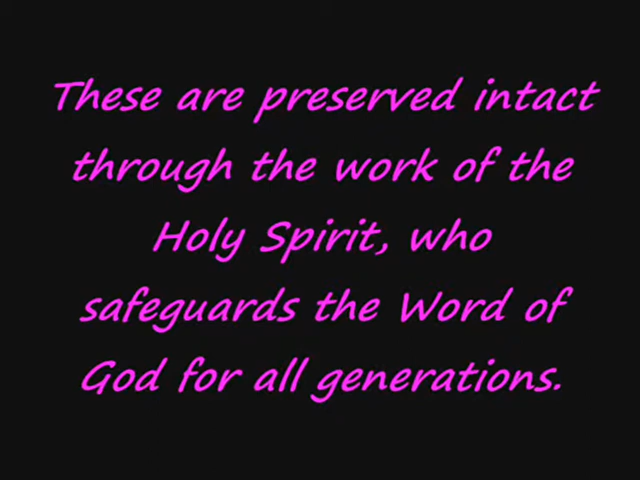 These are preserved intact
through the work of the
Holy Spirit, who
safeguards the Word of
God for all generations.